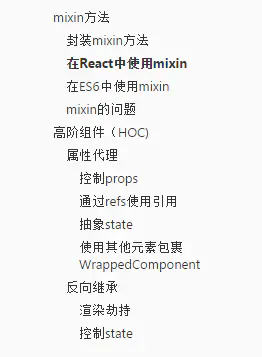 mixin方法
封装mixin方法
在React中使用mixin
在ES6中使用mixin
mixin的问题
高阶组件（HOC)
属性代理
控制props
通过refs使用引用
抽象state
使用其他元素包裹
WrappedComponent
反向继承
渲染劫持
控制state